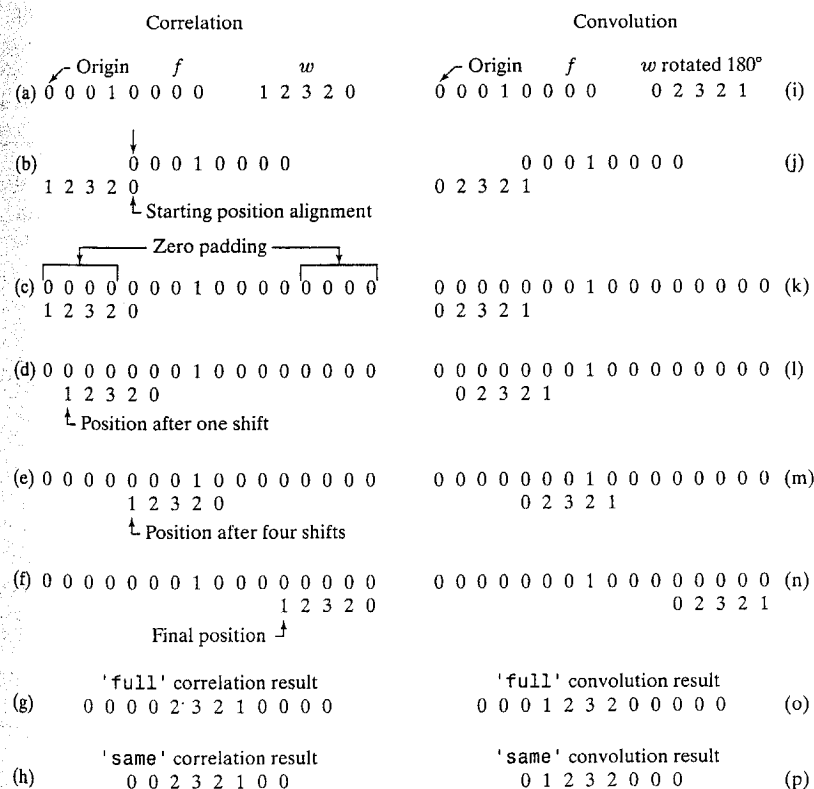 Correlation Convolution
Origin f w Origin f w rotated 180°
(a) 0 0 0 1 0 0 0 0 1 2 3 2 0 0 0 0 1 0 0 0 0 0 2 3 2 1 (i)
(b) 0 0 0 1 0 0 0 0 0 0 0 1 0 0 0 0 (j)
1 2 3 2 0 0 2 3 2 1
Starting position alignment
Zero padding
(c) 0 0 0 0 0 0 0 1 0 0 0 0 0 0 0 0 0 0 0 0 0 0 0 1 0 0 0 0 0 0 0 0 (k)
1 2 3 2 0 0 2 3 2 1
(d) 0 0 0 0 0 0 0 1 0 0 0 0 0 0 0 0 0 0 0 0 0 0 0 1 0 0 0 0 0 0 0 0 (l)
1 2 3 2 0 0 2 3 2 1
Position after one shift
(e) 0 0 0 0 0 0 0 1 0 0 0 0 0 0 0 0 0 0 0 0 0 0 0 1 0 0 0 0 0 0 0 0 (m)
1 2 3 2 0 0 2 3 2 1
Position after four shifts
(f) 0 0 0 0 0 0 0 1 0 0 0 0 0 0 0 0 0 0 0 0 0 0 0 1 0 0 0 0 0 0 0 0 (n)
1 2 3 2 0 0 2 3 2 1
Final position
'full' correlation result 'full' convolution result
(g) 0 0 0 0 2 3 2 1 0 0 0 0 0 0 0 1 2 3 2 0 0 0 0 0 (o)
'same' correlation result 'same' convolution result
(h) 0 0 2 3 2 1 0 0 0 1 2 3 2 0 0 0 (p)